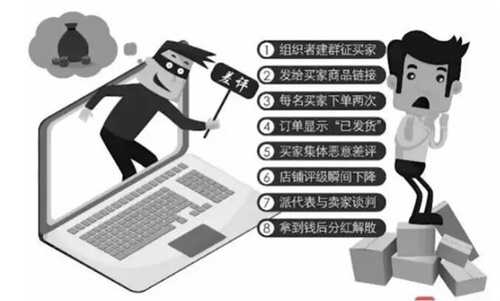 差评
1 组织者建群征买家
2 发给买家商品链接
3 每名买家下单两次
4 订单显示“已发货”
5 买家集体恶意差评
6 店铺评级瞬间下降
7 派代表与卖家谈判
8 拿到钱后分红解散